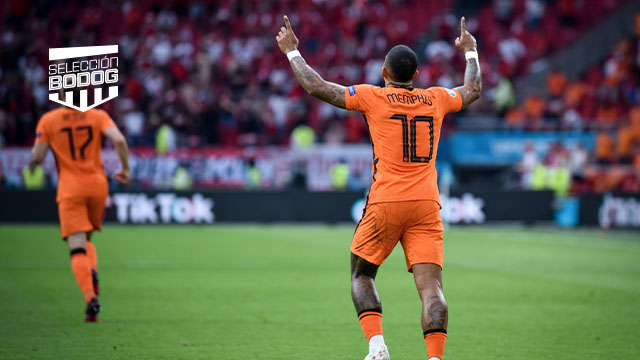 SELECCIÓN
BODOG
17
MEMPHIS
10
TikTok